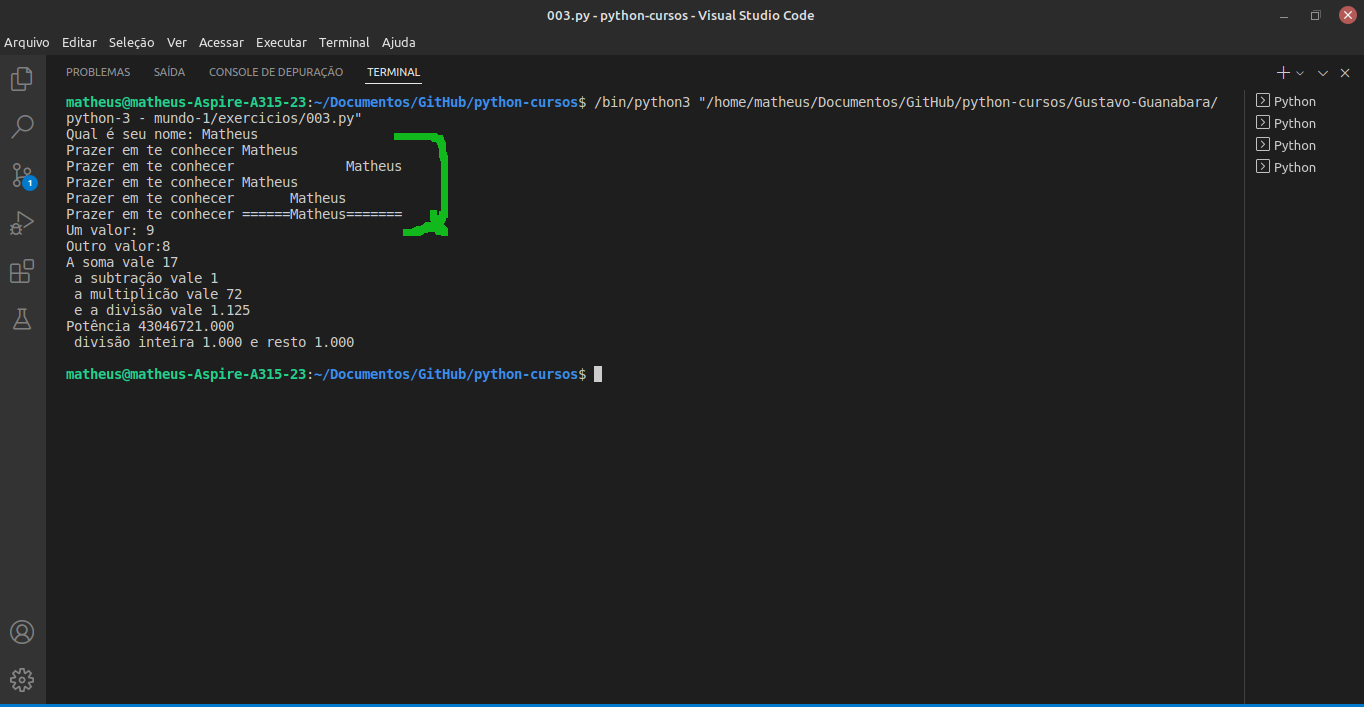 003.py - python-cursos - Visual Studio Code
Arquivo Editar Seleção Ver Acessar Executar Terminal Ajuda
PROBLEMAS SAÍDA CONSOLE DE DEPURAÇÃO TERMINAL
matheus@matheus-Aspire-A315-23:~/Documentos/GitHub/python-cursos$ /bin/python3 "/home/matheus/Documentos/GitHub/python-cursos/Gustavo-Guanabara/
python-3 - mundo-1/exercicios/003.py"
Qual é seu nome: Matheus
Prazer em te conhecer Matheus
Prazer em te conhecer              Matheus
Prazer em te conhecer Matheus
Prazer em te conhecer       Matheus
Prazer em te conhecer ======Matheus=======
Um valor: 9
Outro valor:8
A soma vale 17
 a subtração vale 1
 a multiplicão vale 72
 e a divisão vale 1.125
Potência 43046721.000
 divisão inteira 1.000 e resto 1.000
matheus@matheus-Aspire-A315-23:~/Documentos/GitHub/python-cursos$
Python
Python
Python
Python
1